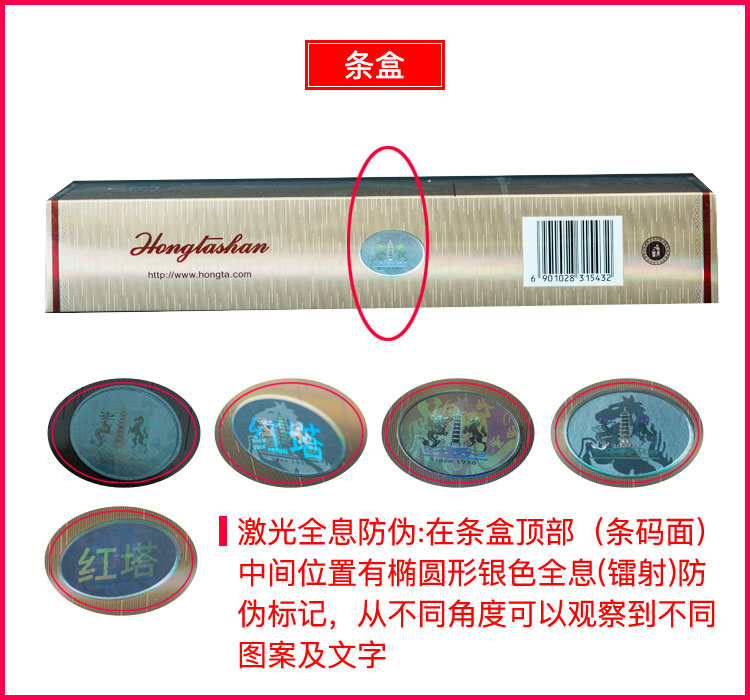 条盒
Hongtashan
http://www.hongta.com
6 901028 315432
红塔
Since 1956
红塔
激光全息防伪:在条盒顶部（条码面）
中间位置有椭圆形银色全息(镭射)防
伪标记，从不同角度可以观察到不同
图案及文字